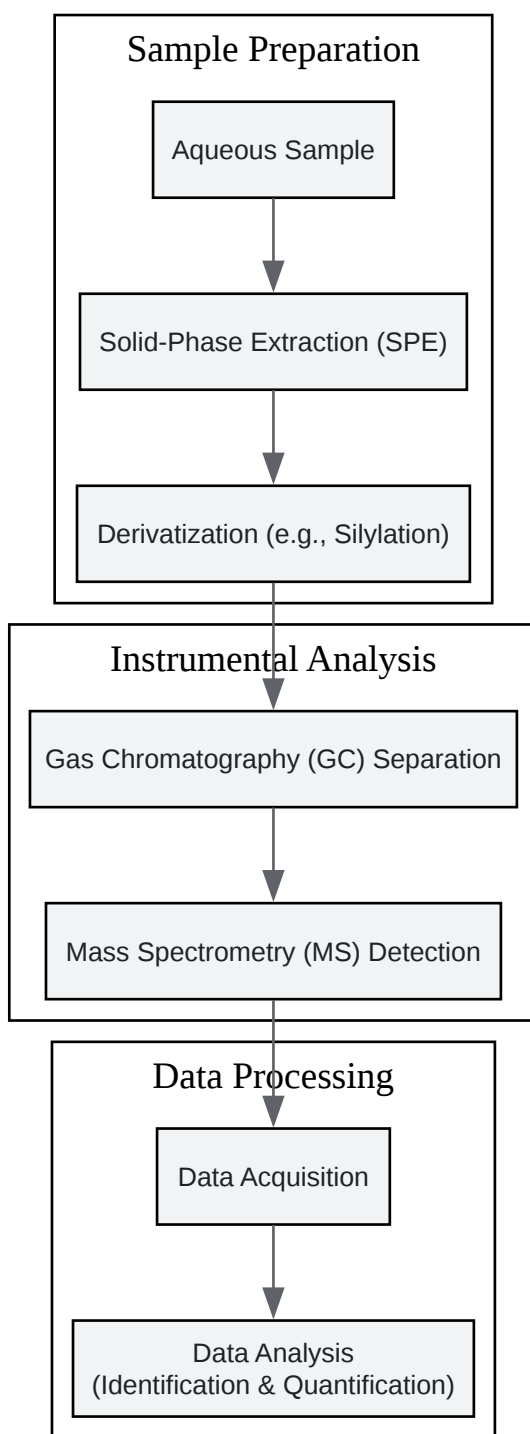 Sample Preparation
Aqueous Sample
Solid-Phase Extraction (SPE)
Derivatization (e.g., Silylation)
Instrumental Analysis
Gas Chromatography (GC) Separation
Mass Spectrometry (MS) Detection
Data Processing
Data Acquisition
Data Analysis
(Identification & Quantification)